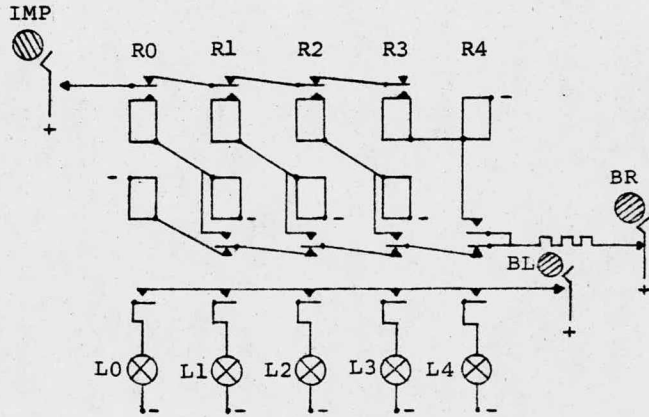 IMP
R0 R1 R2 R3 R4
+ -
- - - - BR
BL
+ +
L0 L1 L2 L3 L4
- - - - -